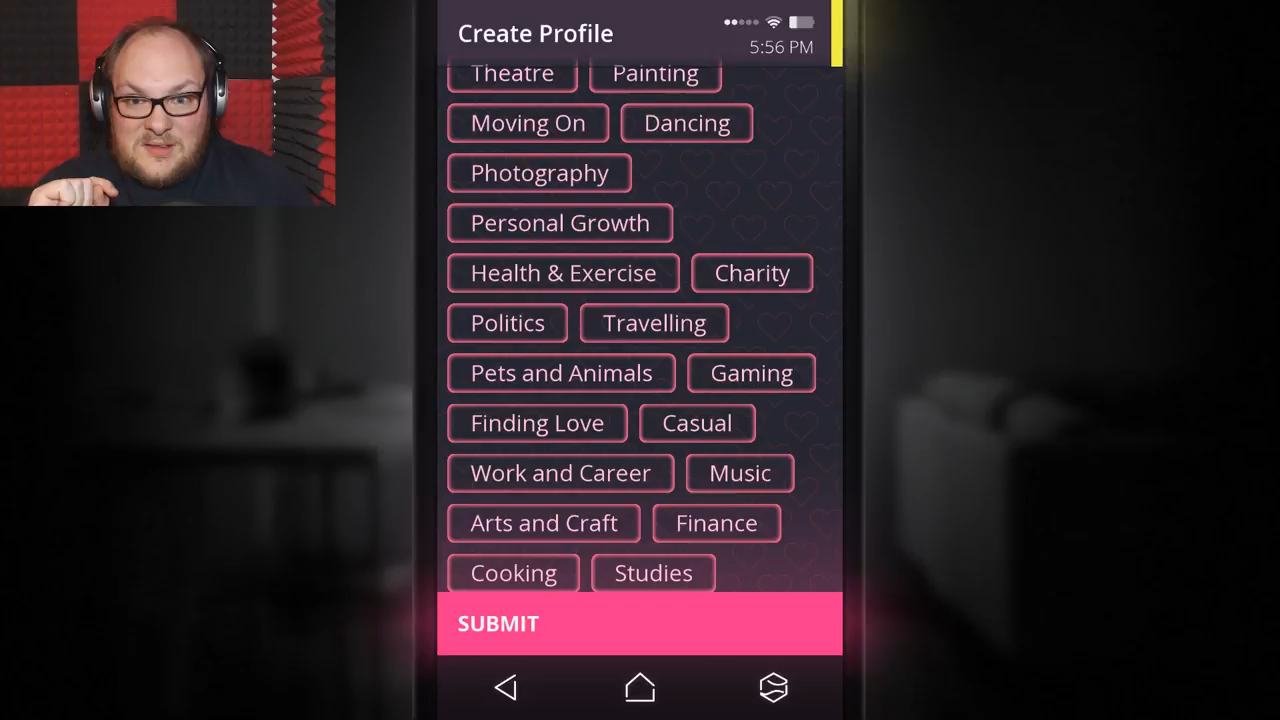 Create Profile
5:56 PM
Theatre Painting
Moving On Dancing
Photography
Personal Growth
Health & Exercise Charity
Politics Travelling
Pets and Animals Gaming
Finding Love Casual
Work and Career Music
Arts and Craft Finance
Cooking Studies
SUBMIT